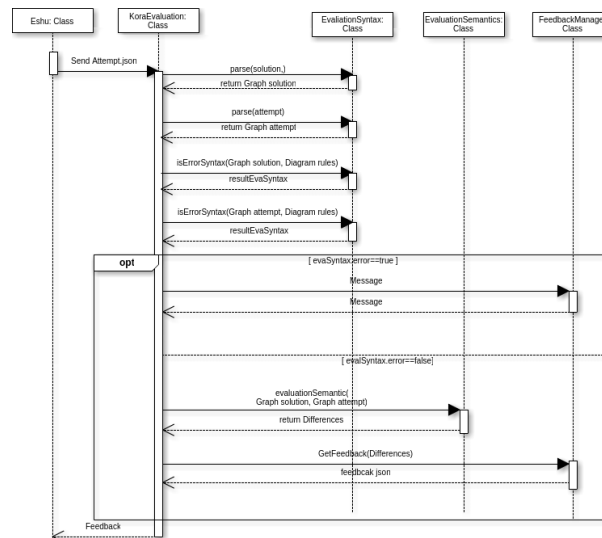 Eshu: Class
KoraEvaluation:
Class
EvaliationSyntax:
Class
EvaluationSemantics:
Class
FeedbackManage
Class
Send Attempt.json
parse(solution,)
return Graph solution
parse(attempt)
return Graph attempt
isErrorSyntax(Graph solution, Diagram rules)
resultEvaSyntax
isErrorSyntax(Graph attempt, Diagram rules)
resultEvaSyntax
opt
[ evaSyntax.error==true ]
Message
Message
[ evalSyntax.error==false]
evaluationSemantic(
Graph solution, Graph attempt)
return Differences
GetFeedback(Differences)
feedbcak json
Feedback